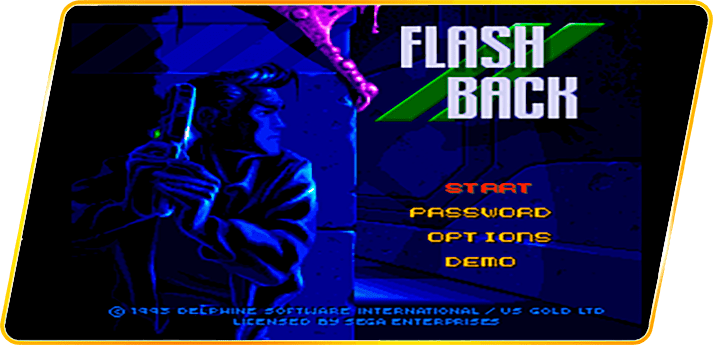 FLASH
BACK
START
PASSWORD
OPTIONS
DEMO
© 1993 DELPHINE SOFTWARE INTERNATIONAL / US GOLD LTD
LICENSED BY SEGA ENTERPRISES